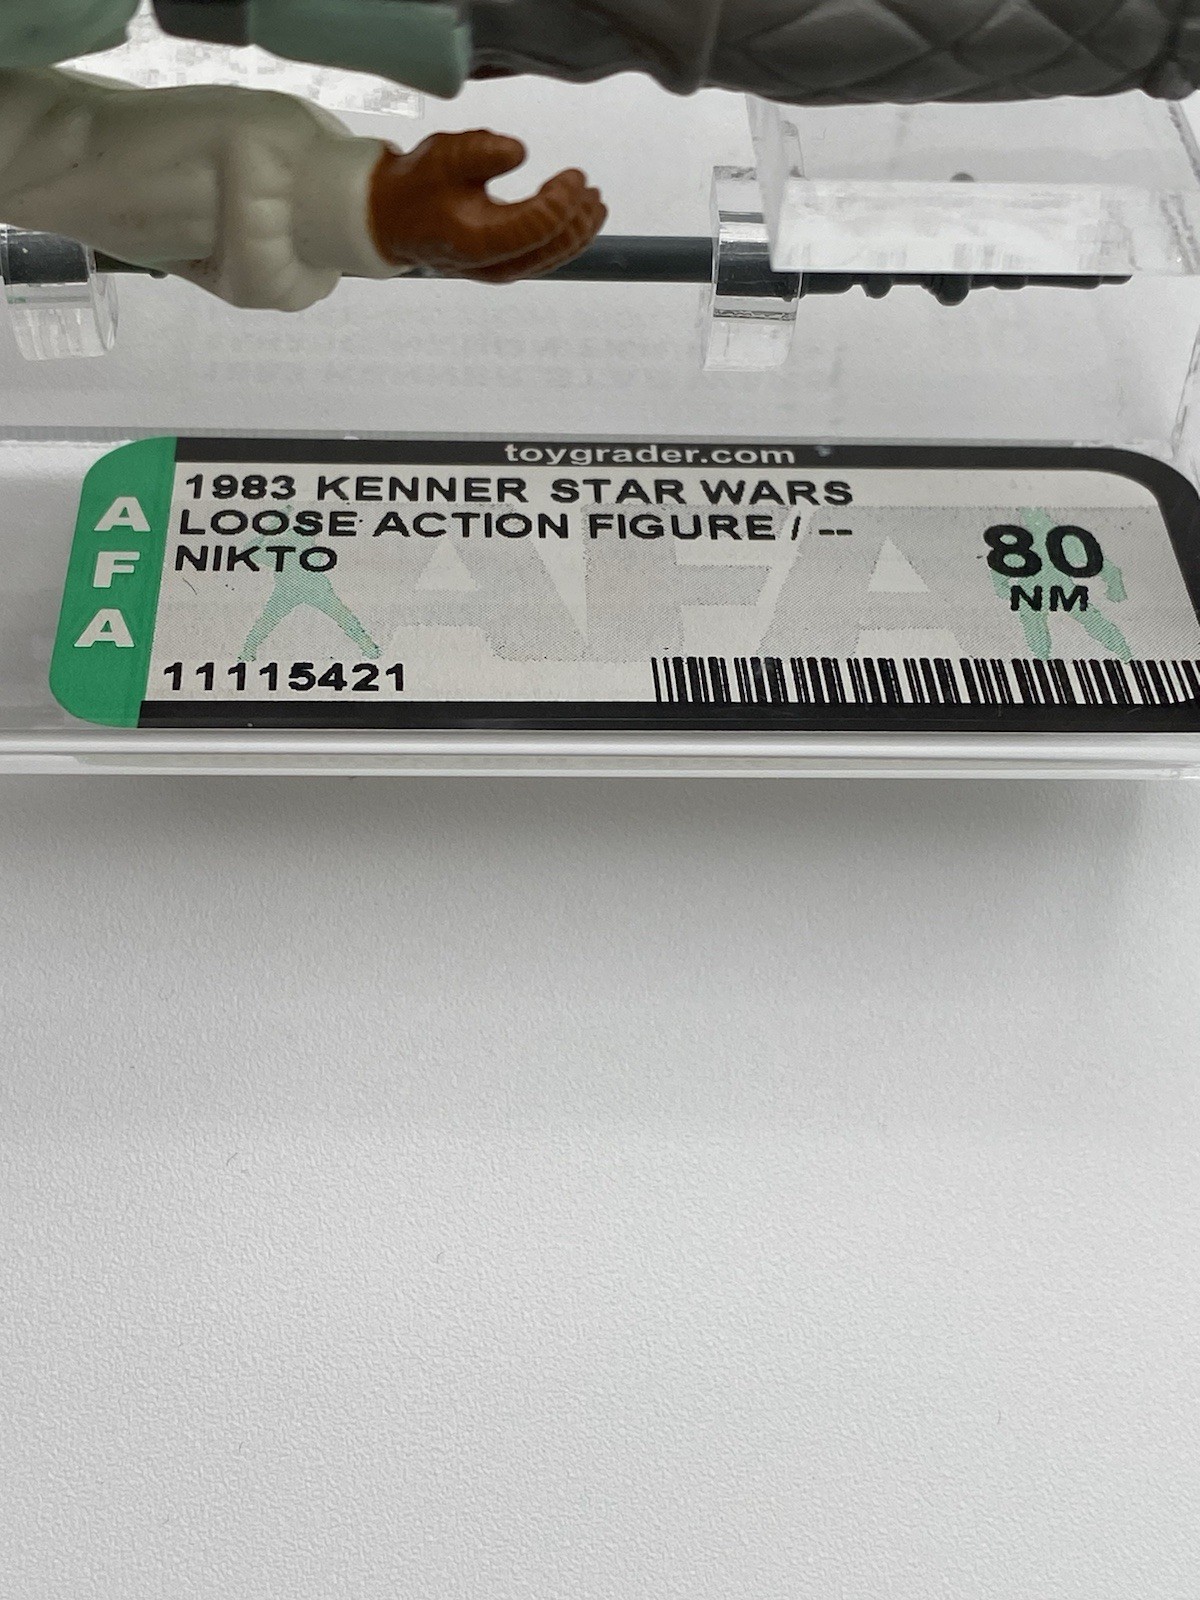 toygrader.com
AFA
1983 KENNER STAR WARS
LOOSE ACTION FIGURE / --
NIKTO
80
NM
11115421